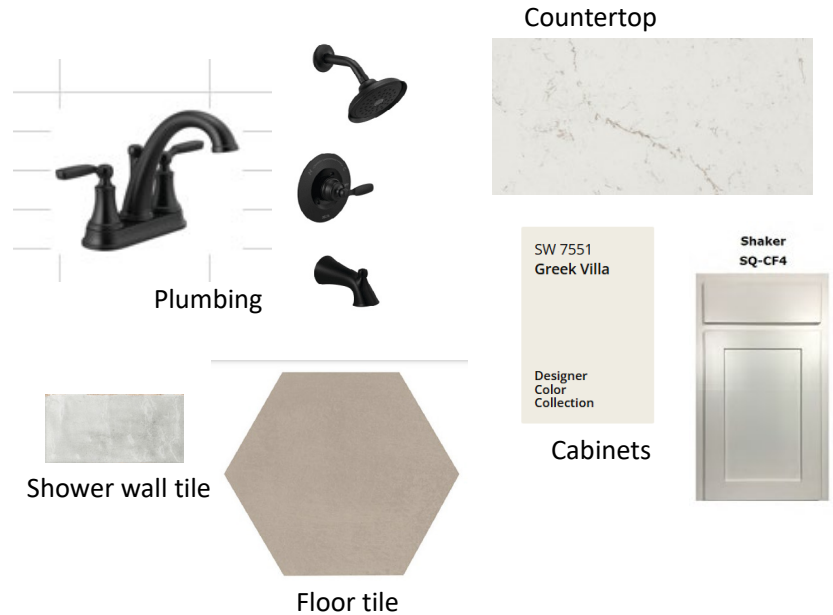 Countertop
Plumbing
SW 7551
Greek Villa
Designer
Color
Collection
Shaker
SQ-CF4
Cabinets
Shower wall tile
Floor tile